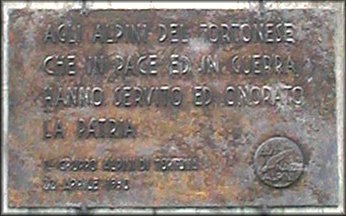 AGLI ALPINI DEL TORTONESE
CHE IN PACE ED IN GUERRA
HANNO SERVITO ED ONORATO
LA PATRIA
GRUPPO ALPINI DI TORTONA
APRILE